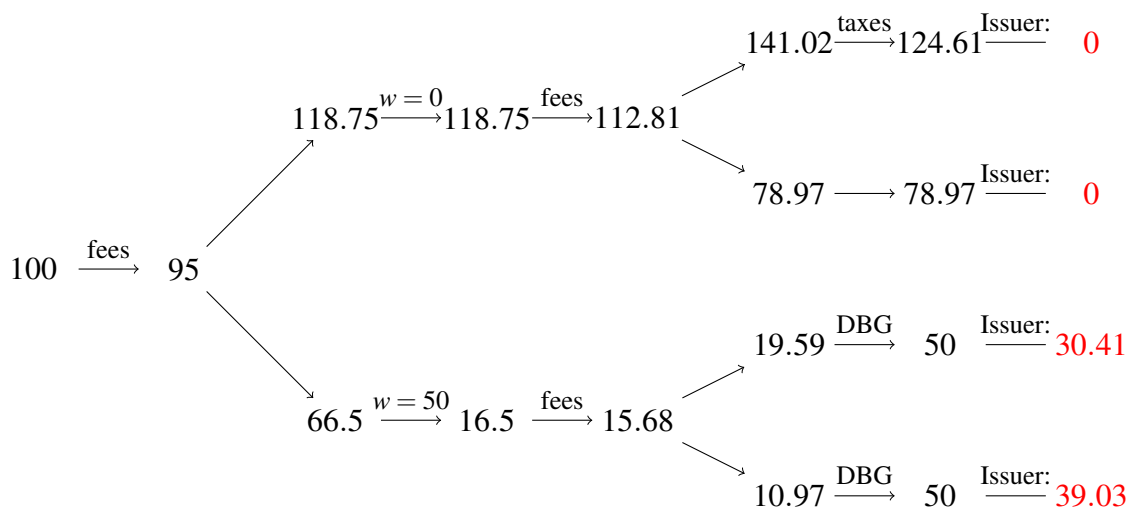 141.02 taxes 124.61 Issuer: 0
118.75 w = 0 118.75 fees 112.81
78.97 78.97 Issuer: 0
100 fees 95
19.59 DBG 50 Issuer: 30.41
66.5 w = 50 16.5 fees 15.68
10.97 DBG 50 Issuer: 39.03